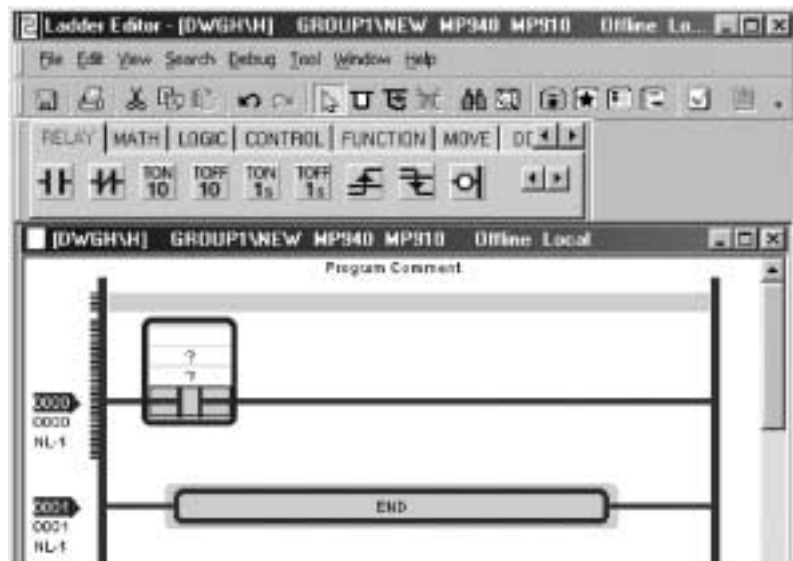 Ladder Editor - [DWGH\H] GROUP1\NEW MP940 MP910 Offline Lo...
File Edit View Search Debug Tool Window Help
RELAY MATH LOGIC CONTROL FUNCTION MOVE
TON 10 TOFF 10 TON 1s TOFF 1s
[DWGH\H] GROUP1\NEW MP940 MP910 Offline Local
Program Comment
?
?
0000
0000
NL-1
END
0001
0001
NL-1